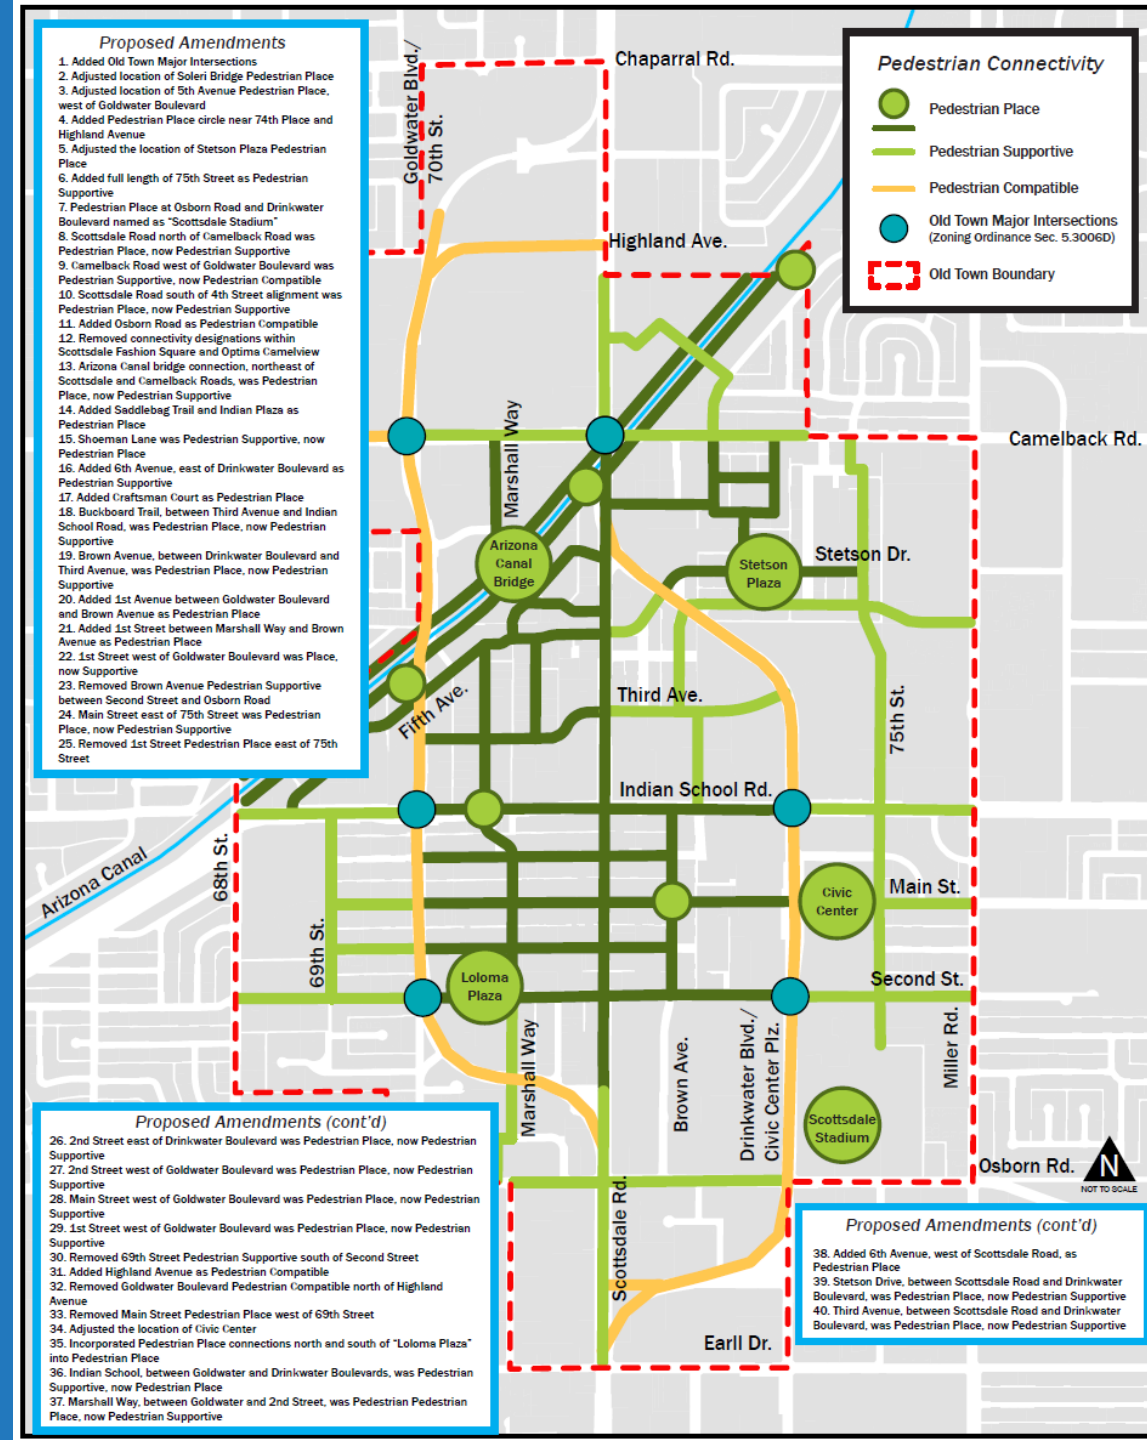 Proposed Amendments
1. Added Old Town Major Intersections
2. Adjusted location of Soleri Bridge Pedestrian Place
3. Adjusted location of 5th Avenue Pedestrian Place,
west of Goldwater Boulevard
4. Added Pedestrian Place circle near 74th Place and
Highland Avenue
5. Adjusted the location of Stetson Plaza Pedestrian
Place
6. Added full length of 75th Street as Pedestrian
Supportive
7. Pedestrian Place at Osborn Road and Drinkwater
Boulevard named as "Scottsdale Stadium"
8. Scottsdale Road north of Camelback Road was
Pedestrian Place, now Pedestrian Supportive
9. Camelback Road west of Goldwater Boulevard was
Pedestrian Supportive, now Pedestrian Compatible
10. Scottsdale Road south of 4th Street alignment was
Pedestrian Place, now Pedestrian Supportive
11. Added Osborn Road as Pedestrian Compatible
12. Removed connectivity designations within
Scottsdale Fashion Square and Optima Camelview
13. Arizona Canal bridge connection, northeast of
Scottsdale and Camelback Roads, was Pedestrian
Place, now Pedestrian Supportive
14. Added Saddlebag Trail and Indian Plaza as
Pedestrian Place
15. Shoeman Lane was Pedestrian Supportive, now
Pedestrian Place
16. Added 6th Avenue, east of Drinkwater Boulevard as
Pedestrian Supportive
17. Added Craftsman Court as Pedestrian Place
18. Buckboard Trail, between Third Avenue and Indian
School Road, was Pedestrian Place, now Pedestrian
Supportive
19. Brown Avenue, between Drinkwater Boulevard and
Third Avenue, was Pedestrian Place, now Pedestrian
Supportive
20. Added 1st Avenue between Goldwater Boulevard
and Brown Avenue as Pedestrian Place
21. Added 1st Street between Marshall Way and Brown
Avenue as Pedestrian Place
22. 1st Street west of Goldwater Boulevard was Place,
now Supportive
23. Removed Brown Avenue Pedestrian Supportive
between Second Street and Osborn Road
24. Main Street east of 75th Street was Pedestrian
Place, now Pedestrian Supportive
25. Removed 1st Street Pedestrian Place east of 75th
Street
Goldwater Blvd./
70th St.
Chaparral Rd.
Pedestrian Connectivity
Pedestrian Place
Pedestrian Supportive
Pedestrian Compatible
Old Town Major Intersections
(Zoning Ordinance Sec. 5.3006D)
Old Town Boundary
Highland Ave.
Camelback Rd.
Marshall Way
Arizona
Canal
Bridge
Stetson
Plaza
Stetson Dr.
Fifth Ave.
Third Ave.
75th St.
Indian School Rd.
Arizona Canal
68th St.
69th St.
Civic
Center
Main St.
Loloma
Plaza
Second St.
Marshall Way
Brown Ave.
Drinkwater Blvd./
Civic Center Plz.
Miller Rd.
Scottsdale
Stadium
Osborn Rd.
N
NOT TO SCALE
Scottsdale Rd.
Earll Dr.
Proposed Amendments (cont'd)
26. 2nd Street east of Drinkwater Boulevard was Pedestrian Place, now Pedestrian
Supportive
27. 2nd Street west of Goldwater Boulevard was Pedestrian Place, now Pedestrian
Supportive
28. Main Street west of Goldwater Boulevard was Pedestrian Place, now Pedestrian
Supportive
29. 1st Street west of Goldwater Boulevard was Pedestrian Place, now Pedestrian
Supportive
30. Removed 69th Street Pedestrian Supportive south of Second Street
31. Added Highland Avenue as Pedestrian Compatible
32. Removed Goldwater Boulevard Pedestrian Compatible north of Highland
Avenue
33. Removed Main Street Pedestrian Place west of 69th Street
34. Adjusted the location of Civic Center
35. Incorporated Pedestrian Place connections north and south of "Loloma Plaza"
into Pedestrian Place
36. Indian School, between Goldwater and Drinkwater Boulevards, was Pedestrian
Supportive, now Pedestrian Place
37. Marshall Way, between Goldwater and 2nd Street, was Pedestrian Pedestrian
Place, now Pedestrian Supportive
Proposed Amendments (cont'd)
38. Added 6th Avenue, west of Scottsdale Road, as
Pedestrian Place
39. Stetson Drive, between Scottsdale Road and Drinkwater
Boulevard, was Pedestrian Place, now Pedestrian Supportive
40. Third Avenue, between Scottsdale Road and Drinkwater
Boulevard, was Pedestrian Place, now Pedestrian Supportive